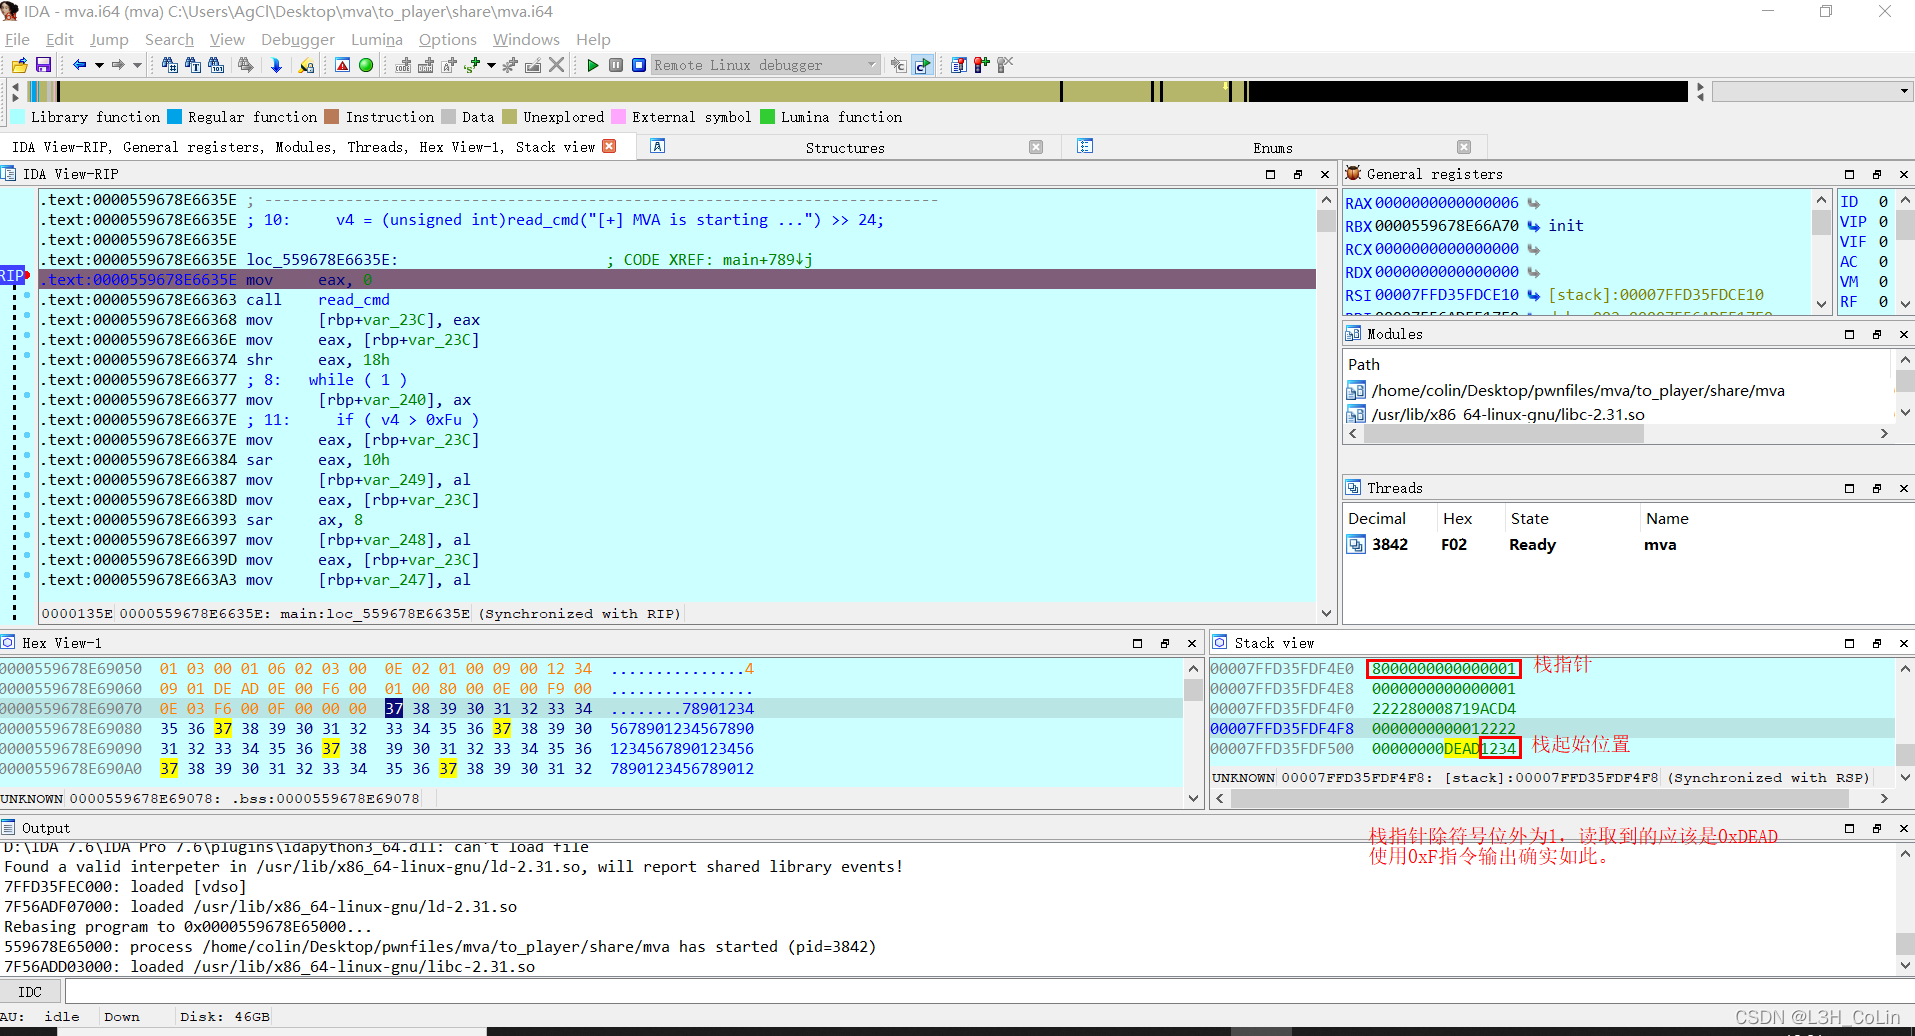 IDA - mva.i64 (mva) C:\Users\AgCl\Desktop\mva\to_player\share\mva.i64
File Edit Jump Search View Debugger Lumina Options Windows Help
Remote Linux debugger
Library function Regular function Instruction Data Unexplored External symbol Lumina function
IDA View-RIP, General registers, Modules, Threads, Hex View-1, Stack view
Structures
Enums
IDA View-RIP
.text:0000559678E6635E ; ---------------------------------------------------------------------------
.text:0000559678E6635E ; 10:     v4 = (unsigned int)read_cmd("[+] MVA is starting ...") >> 24;
.text:0000559678E6635E
.text:0000559678E6635E loc_559678E6635E: ; CODE XREF: main+789↓j
RIP
.text:0000559678E6635E mov eax, 0
.text:0000559678E66363 call read_cmd
.text:0000559678E66368 mov [rbp+var_23C], eax
.text:0000559678E6636E mov eax, [rbp+var_23C]
.text:0000559678E66374 shr eax, 18h
.text:0000559678E66377 ; 8:   while ( 1 )
.text:0000559678E66377 mov [rbp+var_240], ax
.text:0000559678E6637E ; 11:     if ( v4 > 0xFu )
.text:0000559678E6637E mov eax, [rbp+var_23C]
.text:0000559678E66384 sar eax, 10h
.text:0000559678E66387 mov [rbp+var_249], al
.text:0000559678E6638D mov eax, [rbp+var_23C]
.text:0000559678E66393 sar ax, 8
.text:0000559678E66397 mov [rbp+var_248], al
.text:0000559678E6639D mov eax, [rbp+var_23C]
.text:0000559678E663A3 mov [rbp+var_247], al
0000135E 0000559678E6635E: main:loc_559678E6635E (Synchronized with RIP)
General registers
RAX 0000000000000006
RBX 0000559678E66A70 init
RCX 0000000000000000
RDX 0000000000000000
RSI 00007FFD35FDCE10 [stack]:00007FFD35FDCE10
ID 0
VIP 0
VIF 0
AC 0
VM 0
RF 0
Modules
Path
/home/colin/Desktop/pwnfiles/mva/to_player/share/mva
/usr/lib/x86_64-linux-gnu/libc-2.31.so
Threads
Decimal Hex State Name
3842 F02 Ready mva
Hex View-1
0000559678E69050 01 03 00 01 06 02 03 00 0E 02 01 00 09 00 12 34 ...............4
0000559678E69060 09 01 DE AD 0E 00 F6 00 01 00 80 00 0E 00 F9 00 ................
0000559678E69070 0E 03 F6 00 0F 00 00 00 37 38 39 30 31 32 33 34 ........78901234
0000559678E69080 35 36 37 38 39 30 31 32 33 34 35 36 37 38 39 30 5678901234567890
0000559678E69090 31 32 33 34 35 36 37 38 39 30 31 32 33 34 35 36 1234567890123456
0000559678E690A0 37 38 39 30 31 32 33 34 35 36 37 38 39 30 31 32 7890123456789012
UNKNOWN 0000559678E69078: .bss:0000559678E69078
Stack view
00007FFD35FDF4E0 8000000000000001 栈指针
00007FFD35FDF4E8 0000000000000001
00007FFD35FDF4F0 222280008719ACD4
00007FFD35FDF4F8 0000000000012222
00007FFD35FDF500 00000000DEAD1234 栈起始位置
UNKNOWN 00007FFD35FDF4F8: [stack]:00007FFD35FDF4F8 (Synchronized with RSP)
栈指针除符号位外为1，读取到的应该是0xDEAD
使用0xF指令输出确实如此。
Output
D:\IDA 7.6\IDA Pro 7.6\plugins\idapython3_64.dll: can't load file
Found a valid interpeter in /usr/lib/x86_64-linux-gnu/ld-2.31.so, will report shared library events!
7FFD35FEC000: loaded [vdso]
7F56ADF07000: loaded /usr/lib/x86_64-linux-gnu/ld-2.31.so
Rebasing program to 0x0000559678E65000...
559678E65000: process /home/colin/Desktop/pwnfiles/mva/to_player/share/mva has started (pid=3842)
7F56ADD03000: loaded /usr/lib/x86_64-linux-gnu/libc-2.31.so
IDC
AU: idle Down Disk: 46GB
CSDN @L3H_CoLin